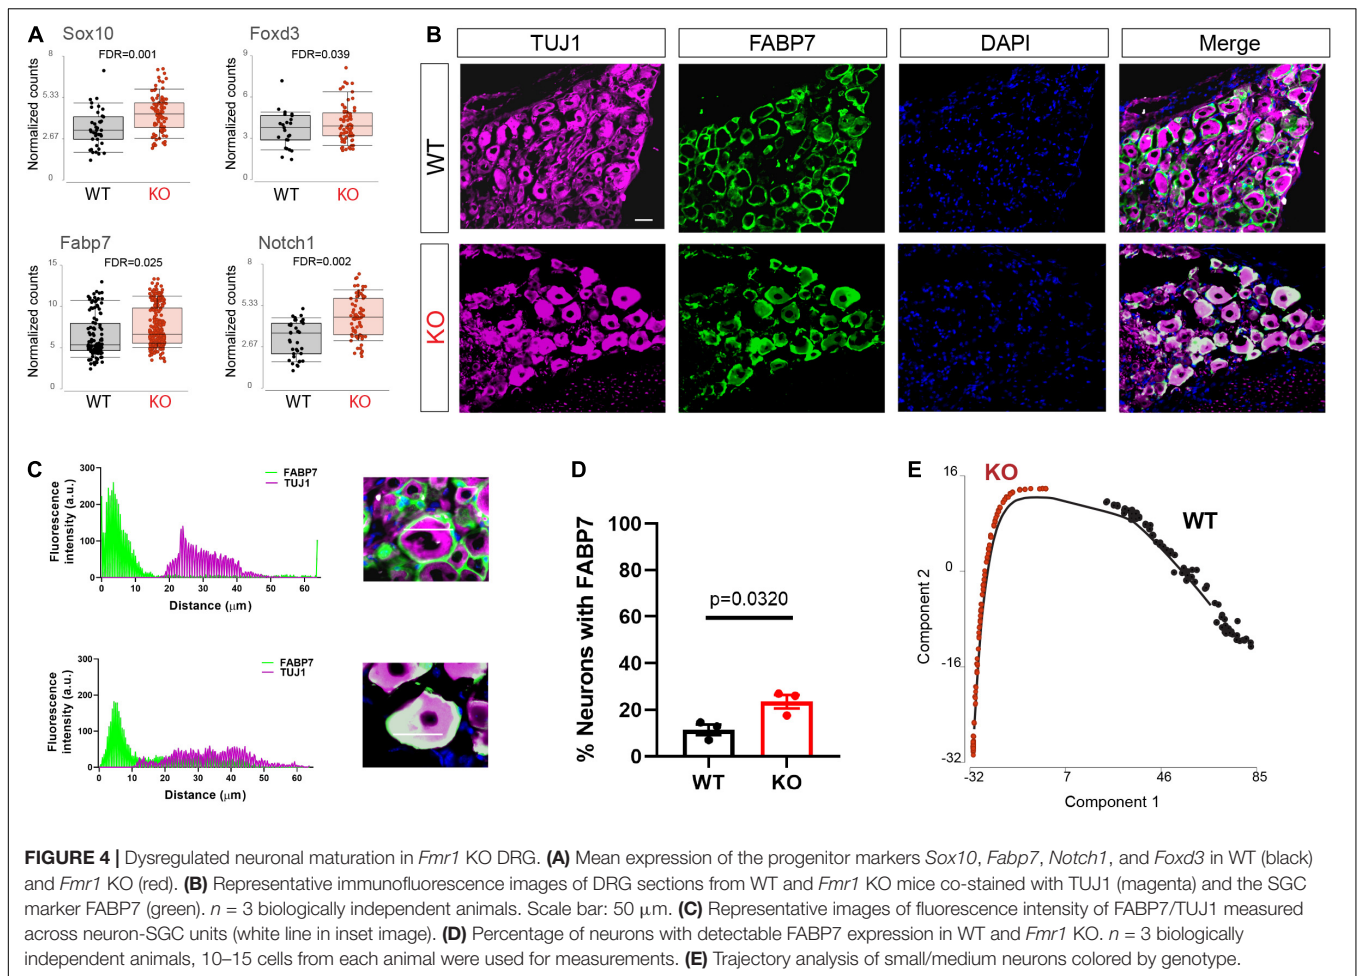 A
Sox10
FDR=0.001
Normalized counts
8
5.33
2.67
0
WT
KO
Foxd3
FDR=0.039
Normalized counts
9
6
3
0
WT
KO
Fabp7
FDR=0.025
Normalized counts
15
10
5
0
WT
KO
Notch1
FDR=0.002
Normalized counts
8
5.33
2.67
0
WT
KO
B
TUJ1
FABP7
DAPI
Merge
WT
KO
C
FABP7
TUJ1
Fluorescence
intensity (a.u.)
300
200
100
0
0 10 20 30 40 50 60
Distance (μm)
FABP7
TUJ1
Fluorescence
intensity (a.u.)
300
200
100
0
0 10 20 30 40 50 60
Distance (μm)
D
% Neurons with FABP7
100
80
60
40
20
0
p=0.0320
WT
KO
E
KO
WT
Component 2
16
0
-16
-32
-32 7 46 85
Component 1
FIGURE 4 | Dysregulated neuronal maturation in Fmr1 KO DRG. (A) Mean expression of the progenitor markers Sox10, Fabp7, Notch1, and Foxd3 in WT (black)
and Fmr1 KO (red). (B) Representative immunofluorescence images of DRG sections from WT and Fmr1 KO mice co-stained with TUJ1 (magenta) and the SGC
marker FABP7 (green). n = 3 biologically independent animals. Scale bar: 50 μm. (C) Representative images of fluorescence intensity of FABP7/TUJ1 measured
across neuron-SGC units (white line in inset image). (D) Percentage of neurons with detectable FABP7 expression in WT and Fmr1 KO. n = 3 biologically
independent animals, 10–15 cells from each animal were used for measurements. (E) Trajectory analysis of small/medium neurons colored by genotype.